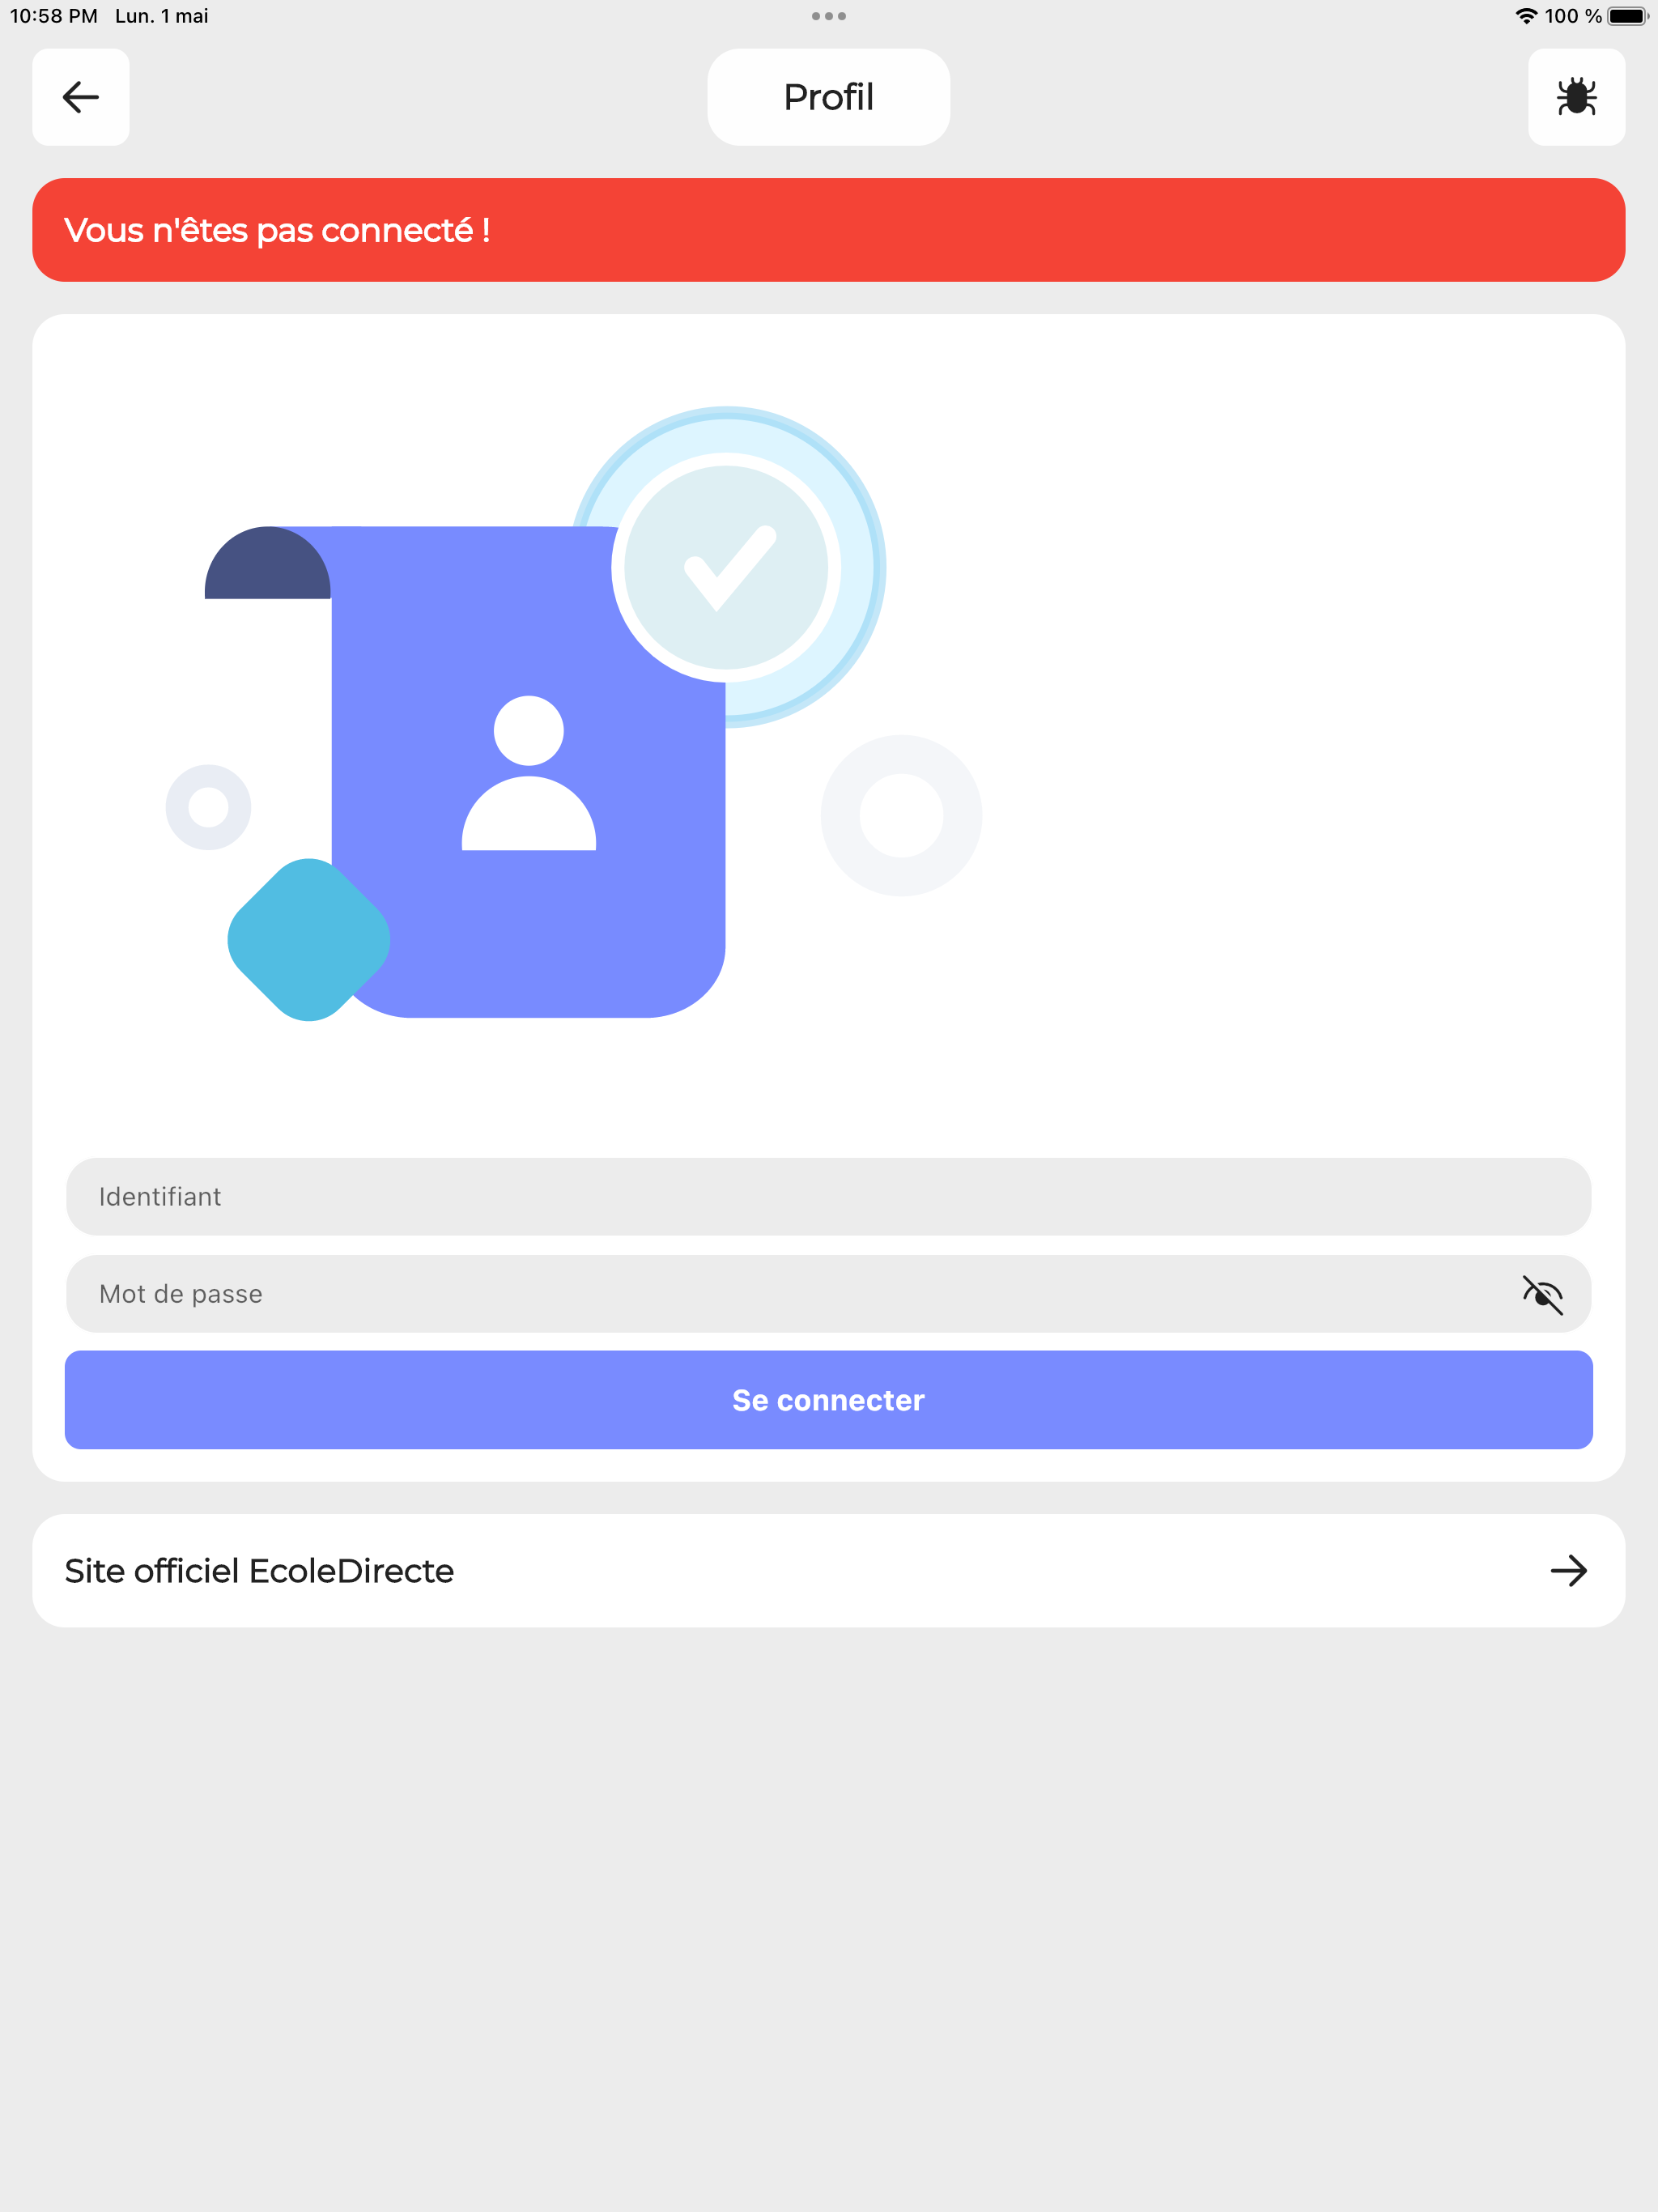 10:58 PM Lun. 1 mai 100 %
Profil
Vous n'êtes pas connecté !
Identifiant
Mot de passe
Se connecter
Site officiel EcoleDirecte